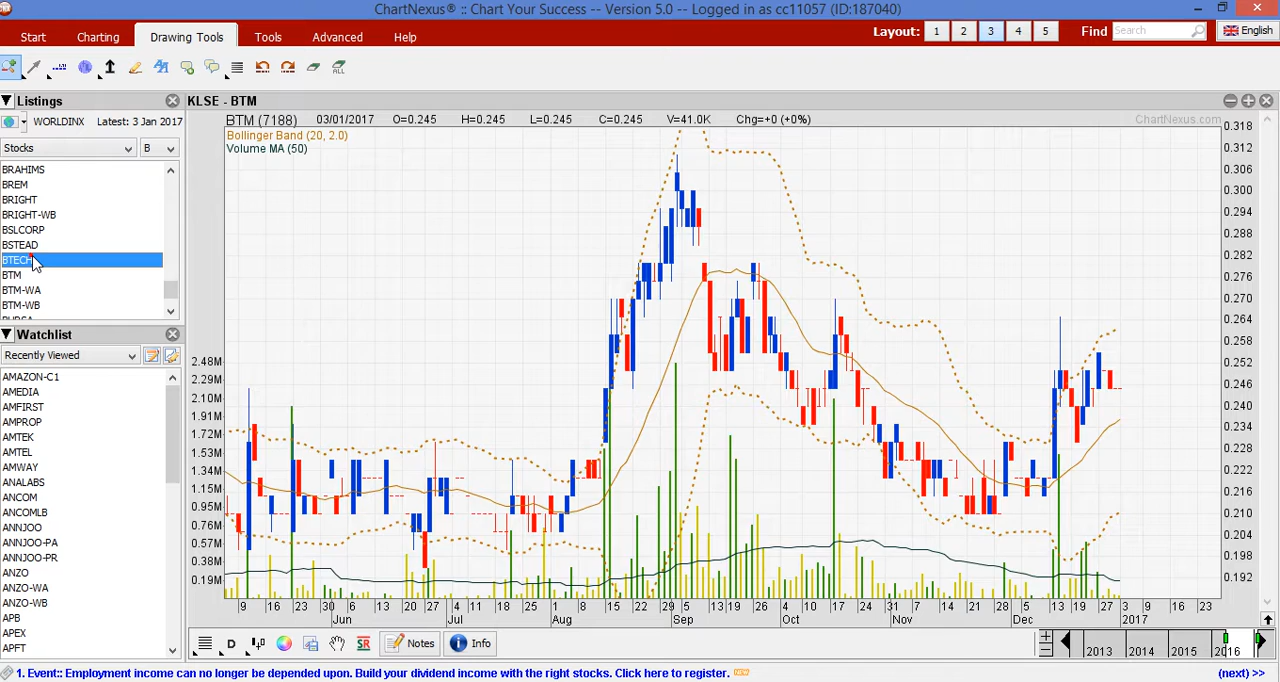 ChartNexus® :: Chart Your Success -- Version 5.0 -- Logged in as cc11057 (ID:187040)
Start Charting Drawing Tools Tools Advanced Help Layout: 1 2 3 4 5 Find Search English
ALL
Listings
WORLDINX Latest: 3 Jan 2017
Stocks B
BRAHIMS
BREM
BRIGHT
BRIGHT-WB
BSLCORP
BSTEAD
BTECH
BTM
BTM-WA
BTM-WB
Watchlist
Recently Viewed
AMAZON-C1
AMEDIA
AMFIRST
AMPROP
AMTEK
AMTEL
AMWAY
ANALABS
ANCOM
ANCOMLB
ANNJOO
ANNJOO-PA
ANNJOO-PR
ANZO
ANZO-WA
ANZO-WB
APB
APEX
APFT
KLSE - BTM
BTM (7188) 03/01/2017 O=0.245 H=0.245 L=0.245 C=0.245 V=41.0K Chg=+0 (+0%) ChartNexus.com
Bollinger Band (20, 2.0)
Volume MA (50)
0.318
0.312
0.306
0.300
0.294
0.288
0.282
0.276
0.270
0.264
0.258
0.252
0.246
0.240
0.234
0.228
0.222
0.216
0.210
0.204
0.198
0.192
2.48M
2.29M
2.10M
1.91M
1.72M
1.53M
1.34M
1.15M
0.95M
0.76M
0.57M
0.38M
0.19M
9 16 23 30 6 13 20 27 4 11 18 25 1 8 15 22 29 5 13 19 26 4 10 17 24 31 7 14 21 28 5 13 19 27 3 9 16 23
Jun Jul Aug Sep Oct Nov Dec 2017
D SR Notes Info 2013 2014 2015 2016
1. Event:: Employment income can no longer be depended upon. Build your dividend income with the right stocks. Click here to register. NEW (next) >>